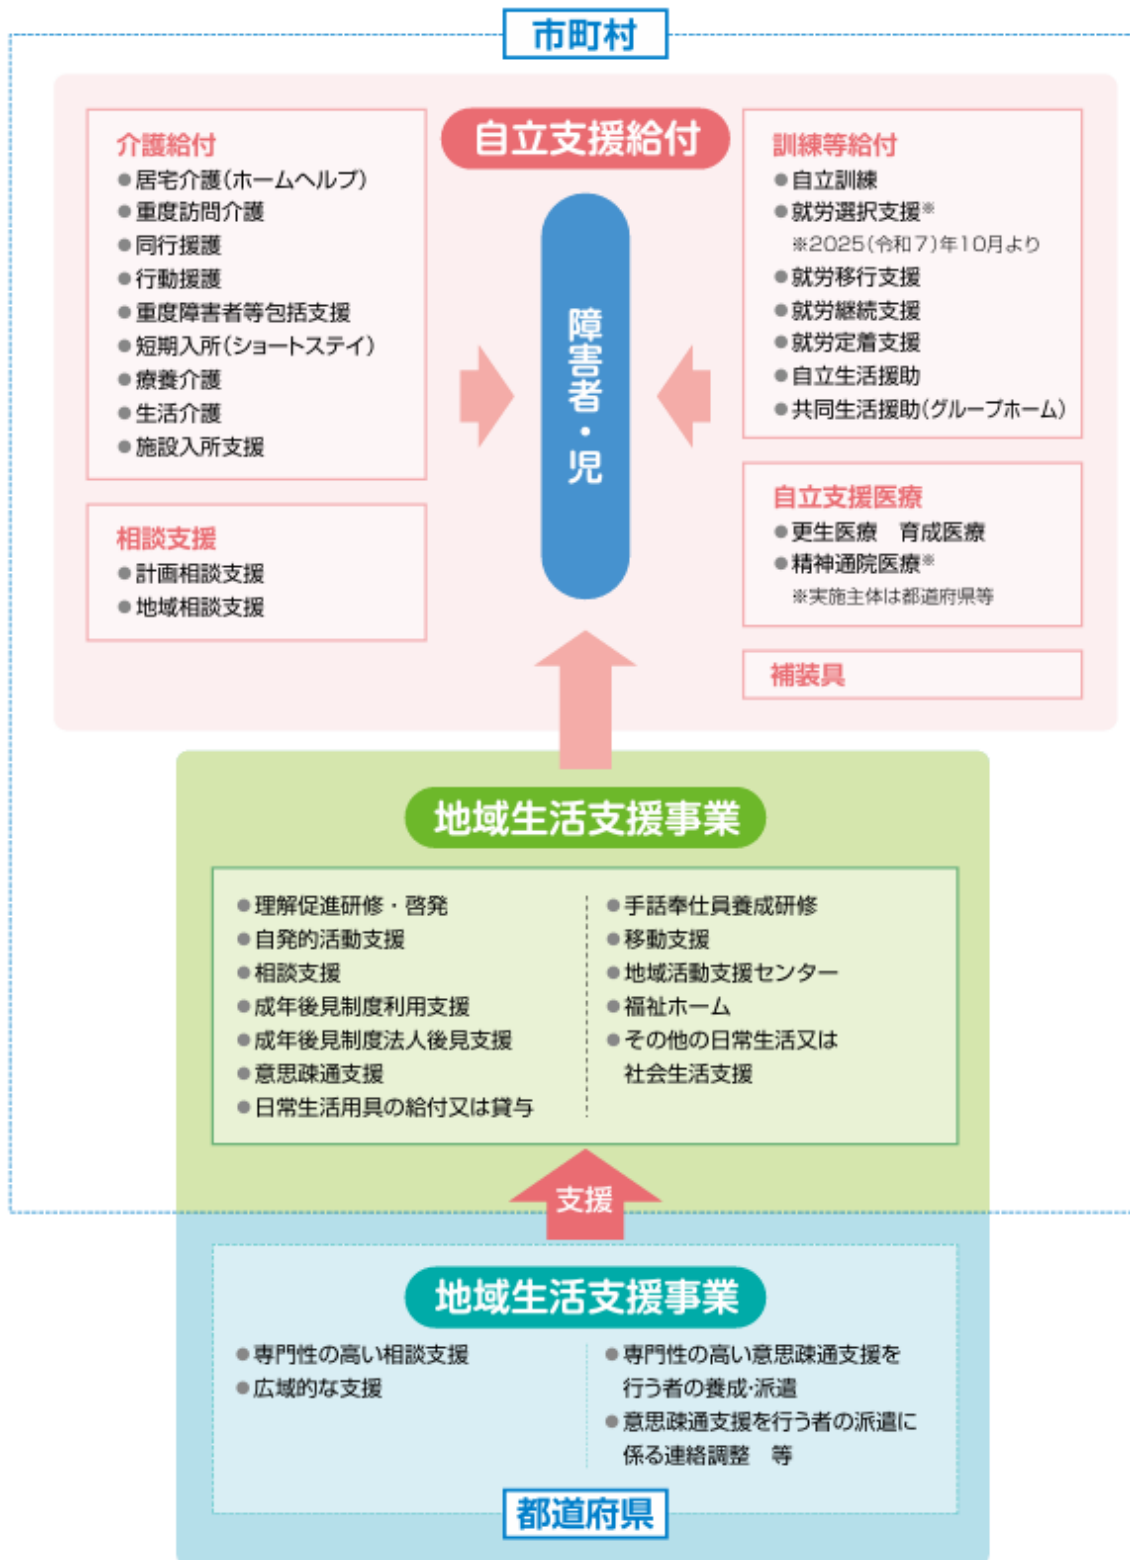 市町村
自立支援給付
介護給付
●居宅介護(ホームヘルプ)
●重度訪問介護
●同行援護
●行動援護
●重度障害者等包括支援
●短期入所(ショートステイ)
●療養介護
●生活介護
●施設入所支援
相談支援
●計画相談支援
●地域相談支援
障害者・児
訓練等給付
●自立訓練
●就労選択支援※
※2025(令和7)年10月より
●就労移行支援
●就労継続支援
●就労定着支援
●自立生活援助
●共同生活援助(グループホーム)
自立支援医療
●更生医療　育成医療
●精神通院医療※
※実施主体は都道府県等
補装具
地域生活支援事業
●理解促進研修・啓発
●自発的活動支援
●相談支援
●成年後見制度利用支援
●成年後見制度法人後見支援
●意思疎通支援
●日常生活用具の給付又は貸与
●手話奉仕員養成研修
●移動支援
●地域活動支援センター
●福祉ホーム
●その他の日常生活又は
社会生活支援
支援
地域生活支援事業
●専門性の高い相談支援
●広域的な支援
●専門性の高い意思疎通支援を
行う者の養成・派遣
●意思疎通支援を行う者の派遣に
係る連絡調整　等
都道府県